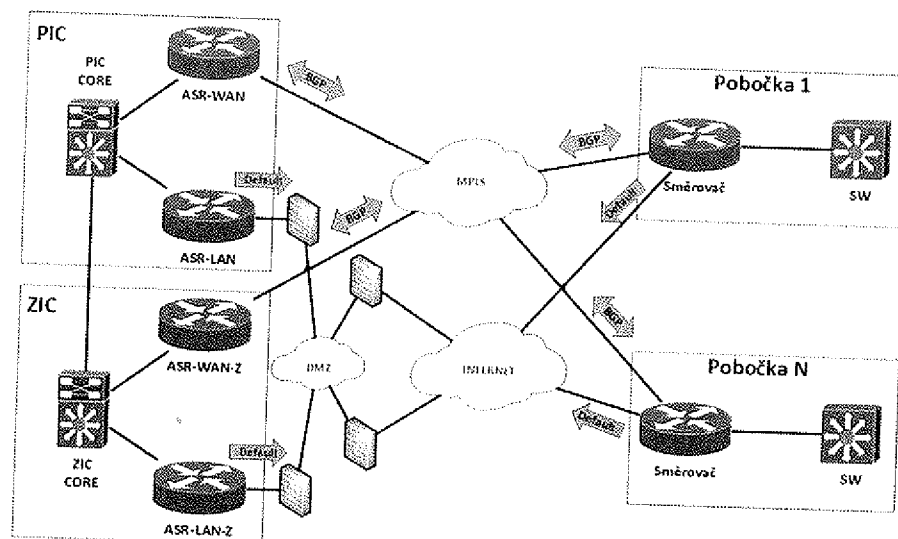 PIC
PIC
CORE
ASR-WAN
BGP
Default
ASR-LAN
BGP
MPLS
BGP
Pobočka 1
Směrovač
SW
Default
ZIC
ASR-WAN-Z
DMZ
INTERNET
BGP
ZIC
CORE
Default
ASR-LAN-Z
Pobočka N
Default
Směrovač
SW